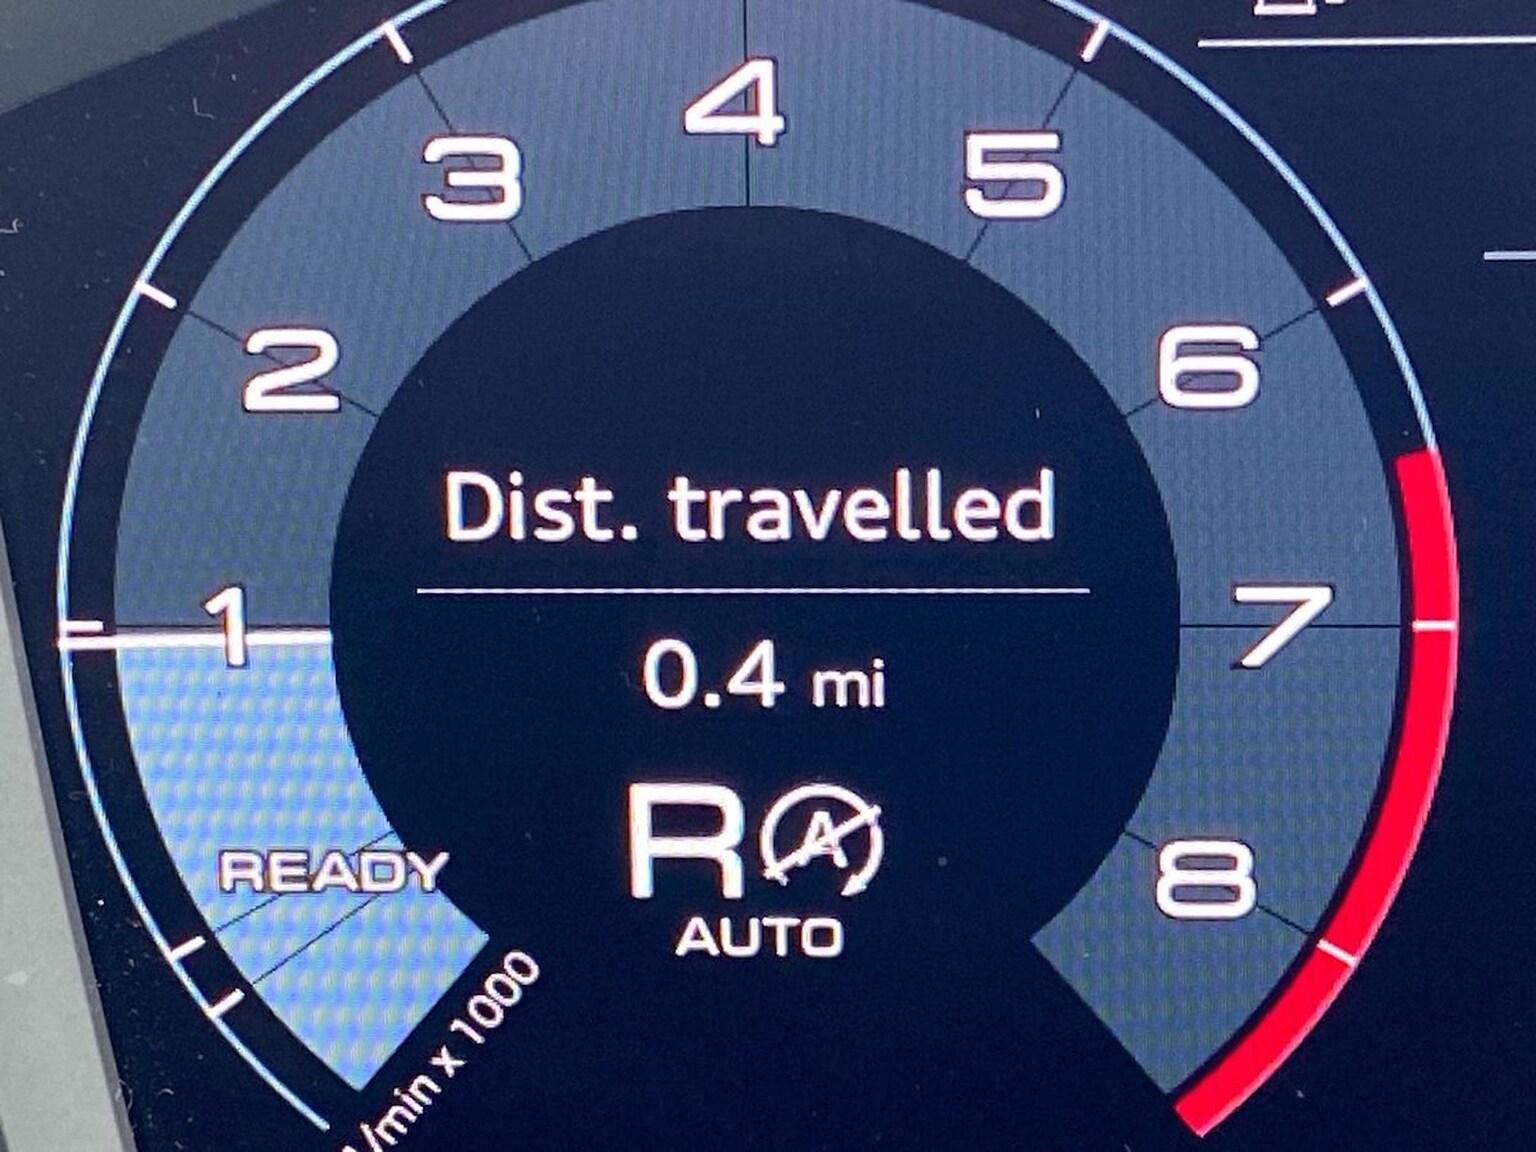 4
3
5
2
6
Dist. travelled
1
7
0.4 mi
R A
READY
8
AUTO
/min x 1000